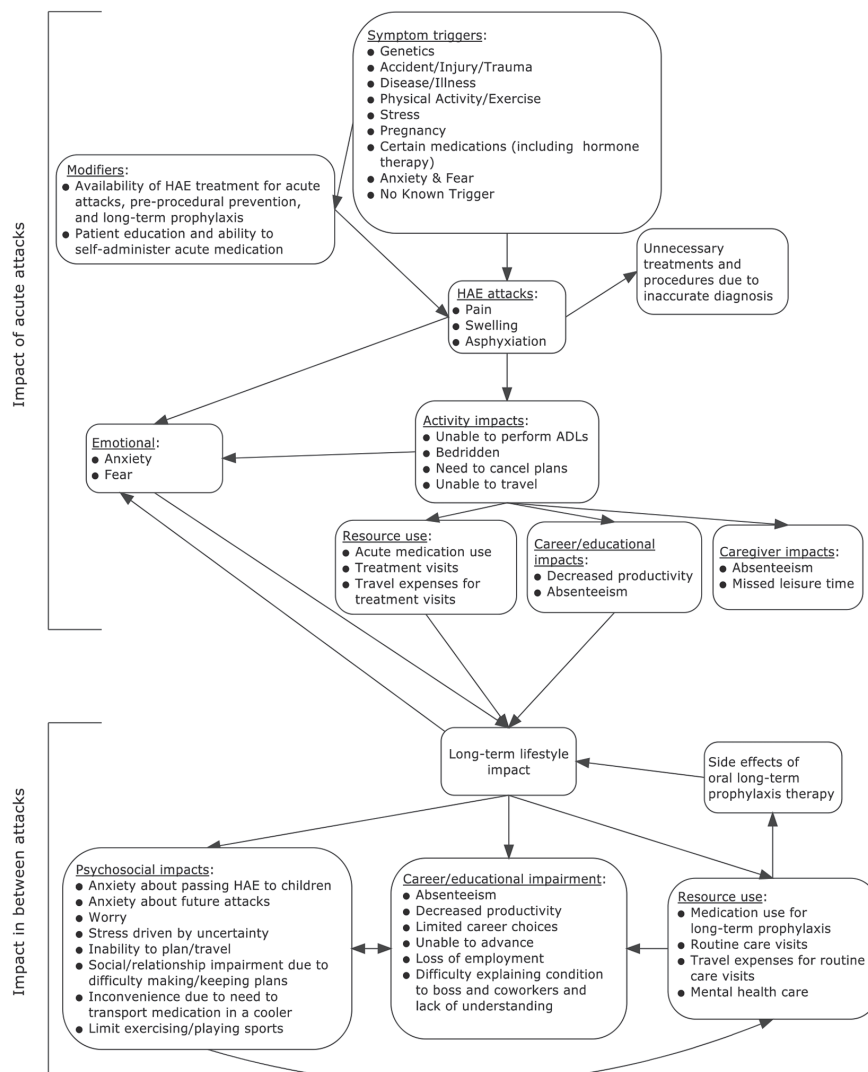 Symptom triggers:
● Genetics
● Accident/Injury/Trauma
● Disease/Illness
● Physical Activity/Exercise
● Stress
● Pregnancy
● Certain medications (including hormone
therapy)
● Anxiety & Fear
● No Known Trigger
Modifiers:
● Availability of HAE treatment for acute
attacks, pre-procedural prevention,
and long-term prophylaxis
● Patient education and ability to
self-administer acute medication
Unnecessary
treatments and
procedures due to
inaccurate diagnosis
HAE attacks:
● Pain
● Swelling
● Asphyxiation
Impact of acute attacks
Activity impacts:
● Unable to perform ADLs
● Bedridden
● Need to cancel plans
● Unable to travel
Emotional:
● Anxiety
● Fear
Resource use:
● Acute medication use
● Treatment visits
● Travel expenses for
treatment visits
Career/educational
impacts:
● Decreased productivity
● Absenteeism
Caregiver impacts:
● Absenteeism
● Missed leisure time
Long-term lifestyle
impact
Side effects of
oral long-term
prophylaxis therapy
Impact in between attacks
Psychosocial impacts:
● Anxiety about passing HAE to children
● Anxiety about future attacks
● Worry
● Stress driven by uncertainty
● Inability to plan/travel
● Social/relationship impairment due to
difficulty making/keeping plans
● Inconvenience due to need to
transport medication in a cooler
● Limit exercising/playing sports
Career/educational impairment:
● Absenteeism
● Decreased productivity
● Limited career choices
● Unable to advance
● Loss of employment
● Difficulty explaining condition
to boss and coworkers and
lack of understanding
Resource use:
● Medication use for
long-term prophylaxis
● Routine care visits
● Travel expenses for routine
care visits
● Mental health care